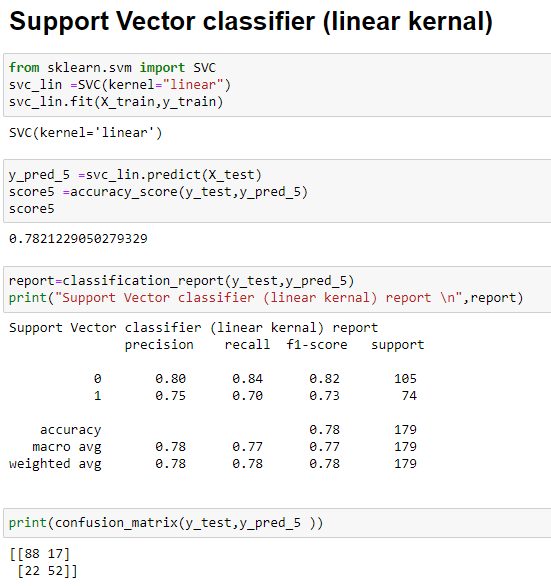 Support Vector classifier (linear kernal)
from sklearn.svm import SVC
svc_lin =SVC(kernel="linear")
svc_lin.fit(X_train,y_train)
SVC(kernel='linear')
y_pred_5 =svc_lin.predict(X_test)
score5 =accuracy_score(y_test,y_pred_5)
score5
0.7821229050279329
report=classification_report(y_test,y_pred_5)
print("Support Vector classifier (linear kernal) report \n",report)
Support Vector classifier (linear kernal) report
precision recall f1-score support
0 0.80 0.84 0.82 105
1 0.75 0.70 0.73 74
accuracy 0.78 179
macro avg 0.78 0.77 0.77 179
weighted avg 0.78 0.78 0.78 179
print(confusion_matrix(y_test,y_pred_5 ))
[[88 17]
[22 52]]